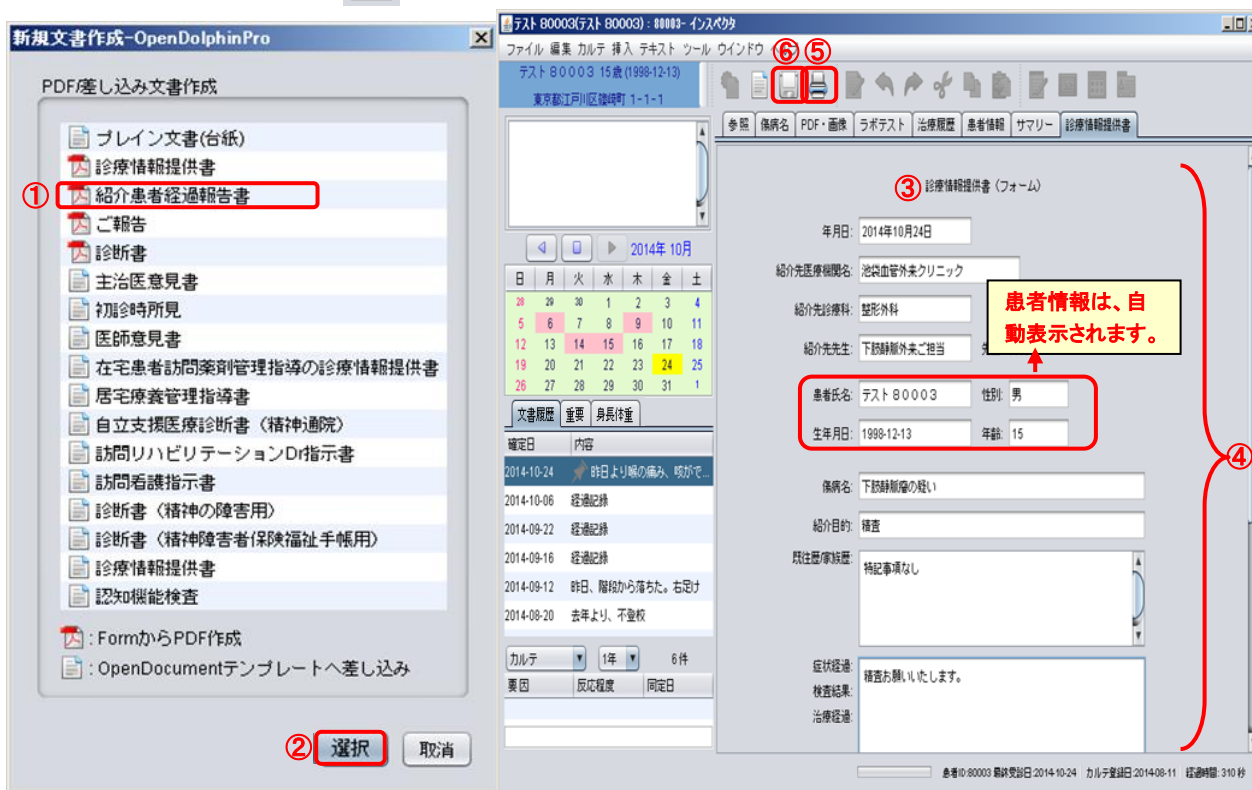 新規文書作成-OpenDolphinPro
PDF差し込み文書作成
プレイン文書(台紙)
診療情報提供書
① 紹介患者経過報告書
ご報告
診断書
主治医意見書
初診時所見
医師意見書
在宅患者訪問薬剤管理指導の診療情報提供書
居宅療養管理指導書
自立支援医療診断書（精神通院）
訪問リハビリテーションDr指示書
訪問看護指示書
診断書（精神の障害用）
診断書（精神障害者保険福祉手帳用）
診療情報提供書
認知機能検査
: FormからPDF作成
: OpenDocumentテンプレートへ差し込み
② 選択 取消
テスト 80003(テスト 80003) : 80003- インスペクタ
ファイル 編集 カルテ 挿入 テキスト ツール ウインドウ
⑥ ⑤
テスト８０００３ 15歳(1998-12-13)
東京都江戸川区篠崎町 1-1-1
参照 傷病名 PDF・画像 ラボテスト 治療履歴 患者情報 サマリー 診療情報提供書
2014年 10月
日 月 火 水 木 金 土
28 29 30 1 2 3 4
5 6 7 8 9 10 11
12 13 14 15 16 17 18
19 20 21 22 23 24 25
26 27 28 29 30 31 1
文書履歴 重要 身長体重
確定日 内容
2014-10-24 昨日より喉の痛み、咳がで...
2014-10-06 経過記録
2014-09-22 経過記録
2014-09-16 経過記録
2014-09-12 昨日、階段から落ちた。右足け
2014-08-20 去年より、不登校
カルテ 1年 6件
要因 反応程度 同定日
③ 診療情報提供書（フォーム）
年月日: 2014年10月24日
紹介先医療機関名: 池袋血管外来クリニック
紹介先診療科: 整形外科
紹介先先生: 下肢静脈外来ご担当
患者情報は、自
動表示されます。
患者氏名: テスト８０００３ 性別: 男
生年月日: 1998-12-13 年齢: 15
④
傷病名: 下肢静脈瘤の疑い
紹介目的: 精査
既往歴/家族歴: 特記事項なし
症状経過: 精査お願いいたします。
検査結果:
治療経過:
患者ID:80003 最終受診日:2014-10-24 カルテ登録日:2014-08-11 経過時間: 310 秒